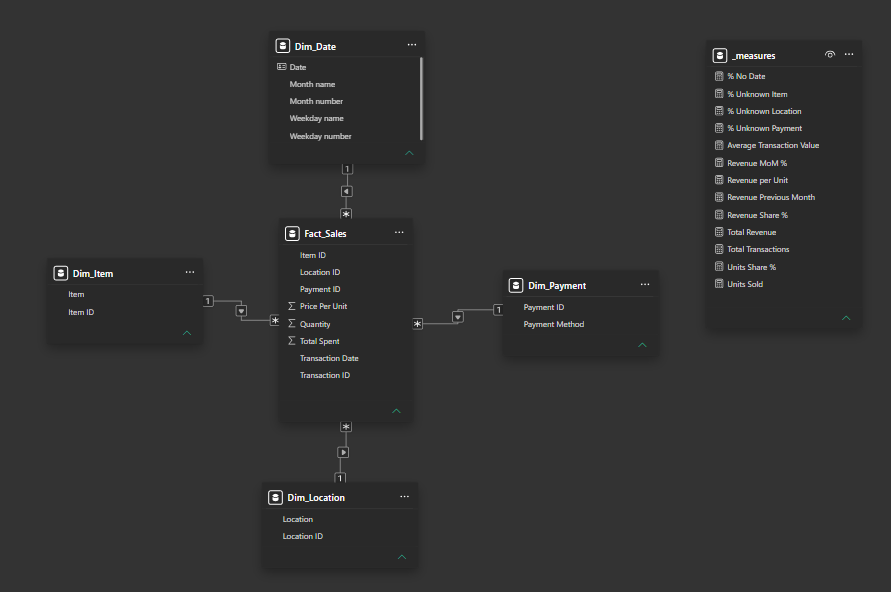 Dim_Date
Date
Month name
Month number
Weekday name
Weekday number
1
*
Fact_Sales
Item ID
Location ID
Payment ID
Price Per Unit
Quantity
Total Spent
Transaction Date
Transaction ID
Dim_Item
Item
Item ID
1
*
Dim_Payment
Payment ID
Payment Method
1
*
*
1
Dim_Location
Location
Location ID
_measures
% No Date
% Unknown Item
% Unknown Location
% Unknown Payment
Average Transaction Value
Revenue MoM %
Revenue per Unit
Revenue Previous Month
Revenue Share %
Total Revenue
Total Transactions
Units Share %
Units Sold